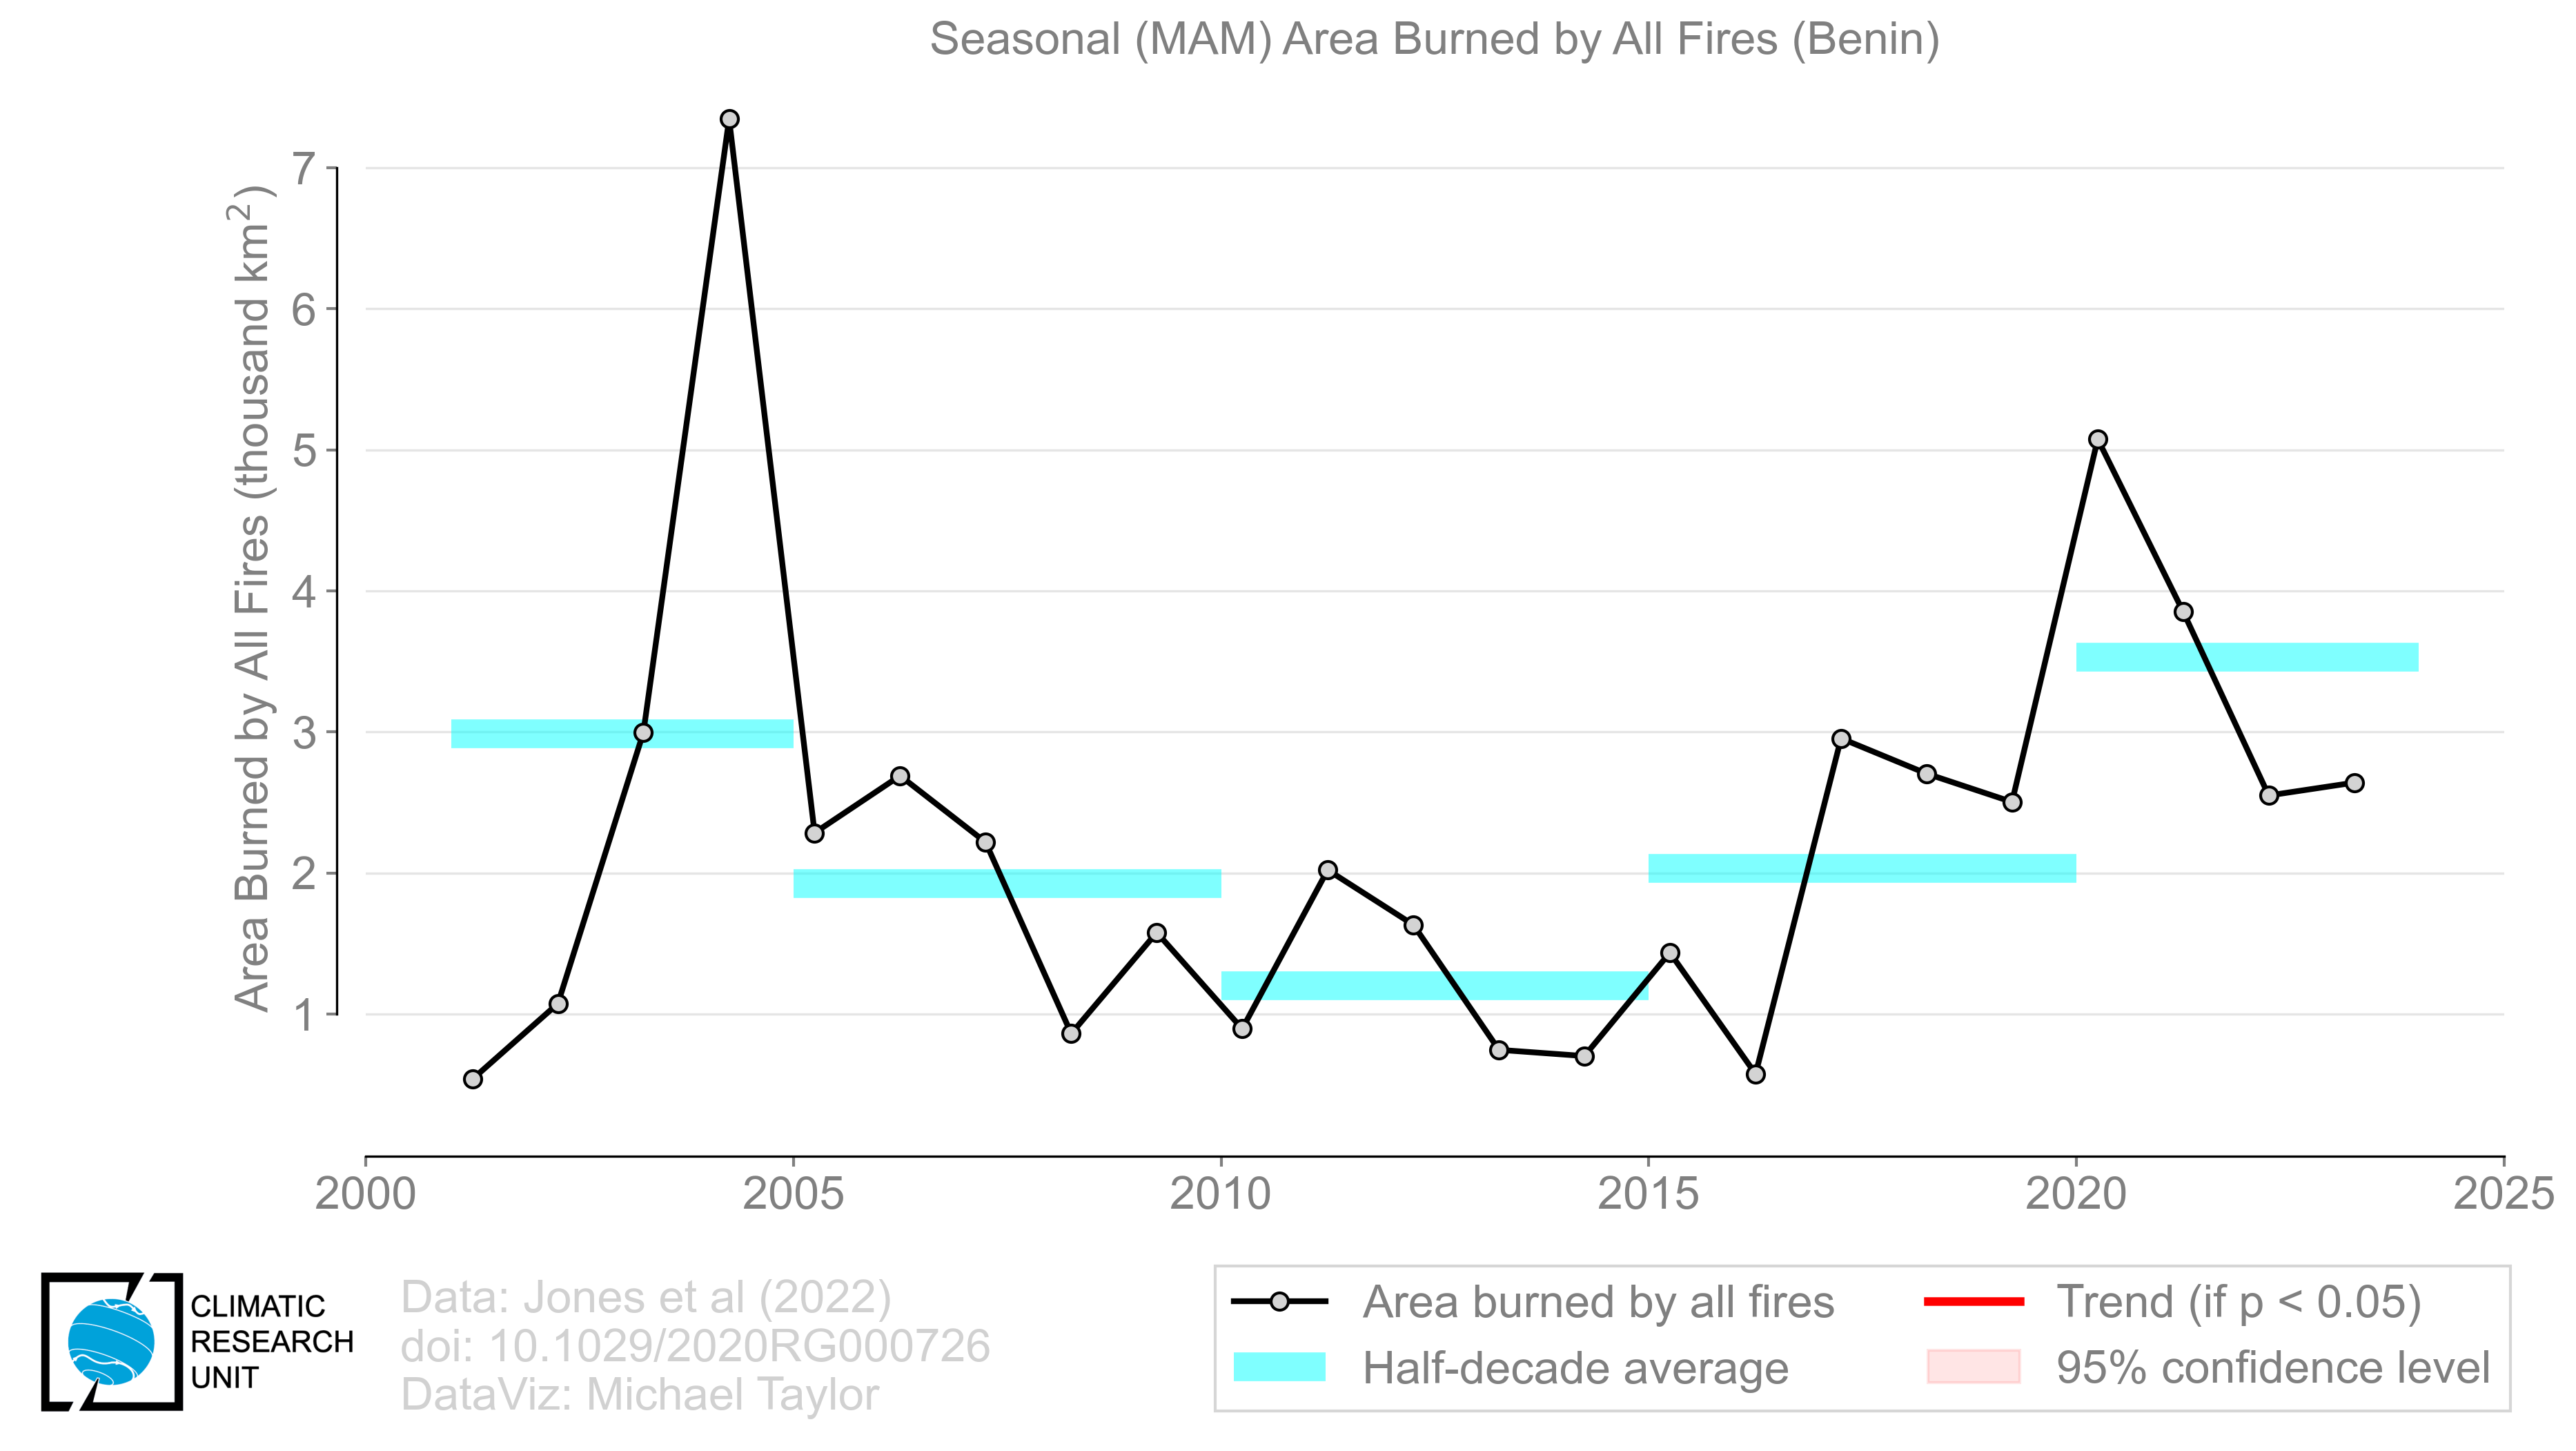 Seasonal (MAM) Area Burned by All Fires (Benin)
Area Burned by All Fires (thousand km²)
7
6
5
4
3
2
1
2000 2005 2010 2015 2020 2025
CLIMATIC
RESEARCH
UNIT
Data: Jones et al (2022)
doi: 10.1029/2020RG000726
DataViz: Michael Taylor
Area burned by all fires
Half-decade average
Trend (if p < 0.05)
95% confidence level